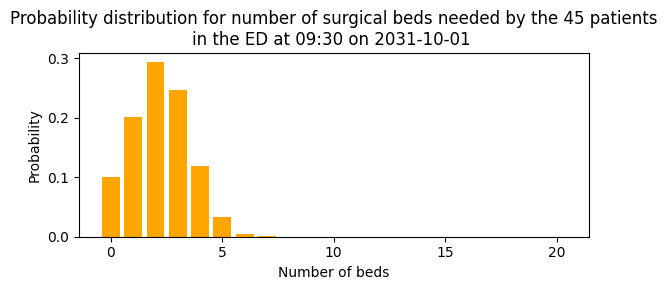 Probability distribution for number of surgical beds needed by the 45 patients
in the ED at 09:30 on 2031-10-01
0.3
0.2
0.1
0.0
Probability
0 5 10 15 20
Number of beds